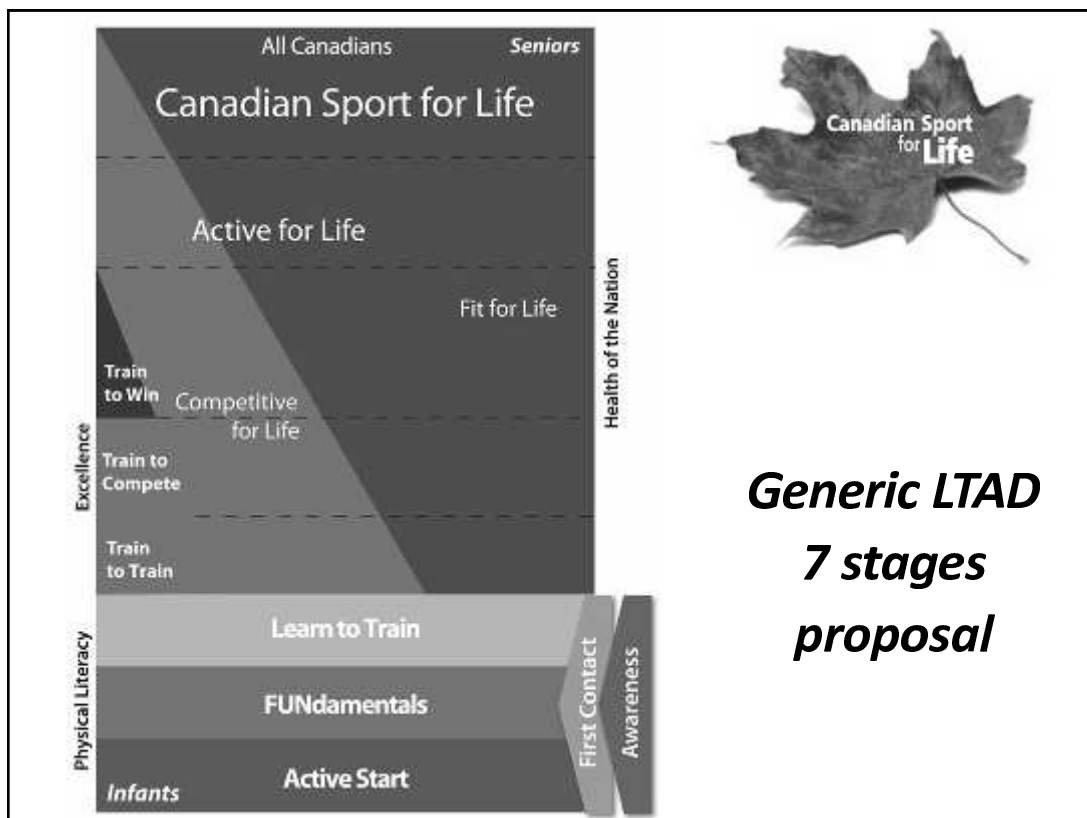 All Canadians
Seniors
Canadian Sport for Life
Active for Life
Fit for Life
Train
to Win
Competitive
for Life
Train to
Compete
Train
to Train
Excellence
Health of the Nation
Learn to Train
FUNdamentals
Active Start
Infants
Physical Literacy
First Contact
Awareness
Canadian Sport
for Life
Generic LTAD
7 stages
proposal